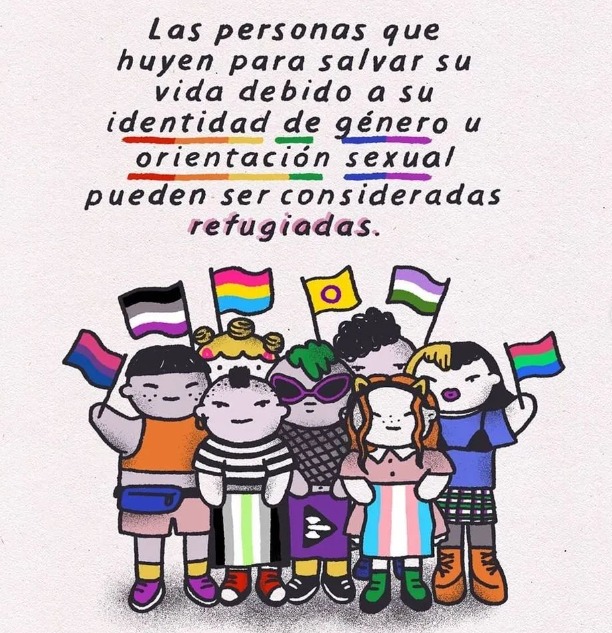 Las personas que
huyen para salvar su
vida debido a su
identidad de género u
orientación sexual
pueden ser consideradas
refugiadas.